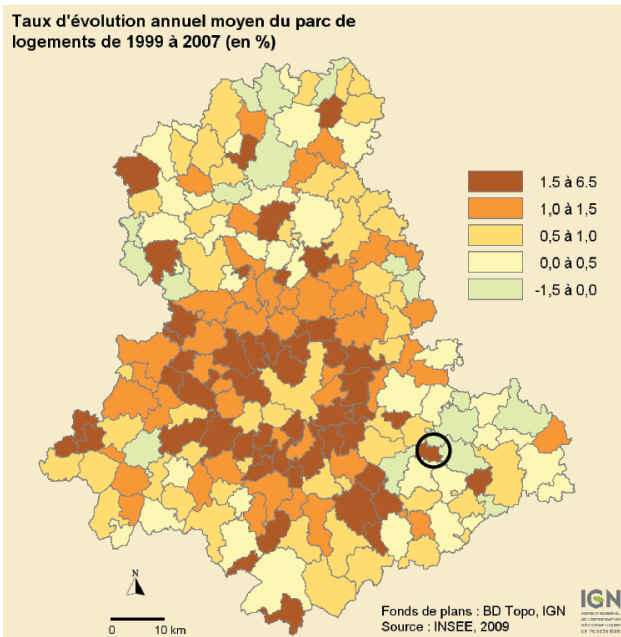 Taux d'évolution annuel moyen du parc de
logements de 1999 à 2007 (en %)
1.5 à 6.5
1,0 à 1,5
0,5 à 1,0
0,0 à 0,5
-1,5 à 0,0
N
0 10 km
Fonds de plans : BD Topo, IGN
Source : INSEE, 2009
IGN